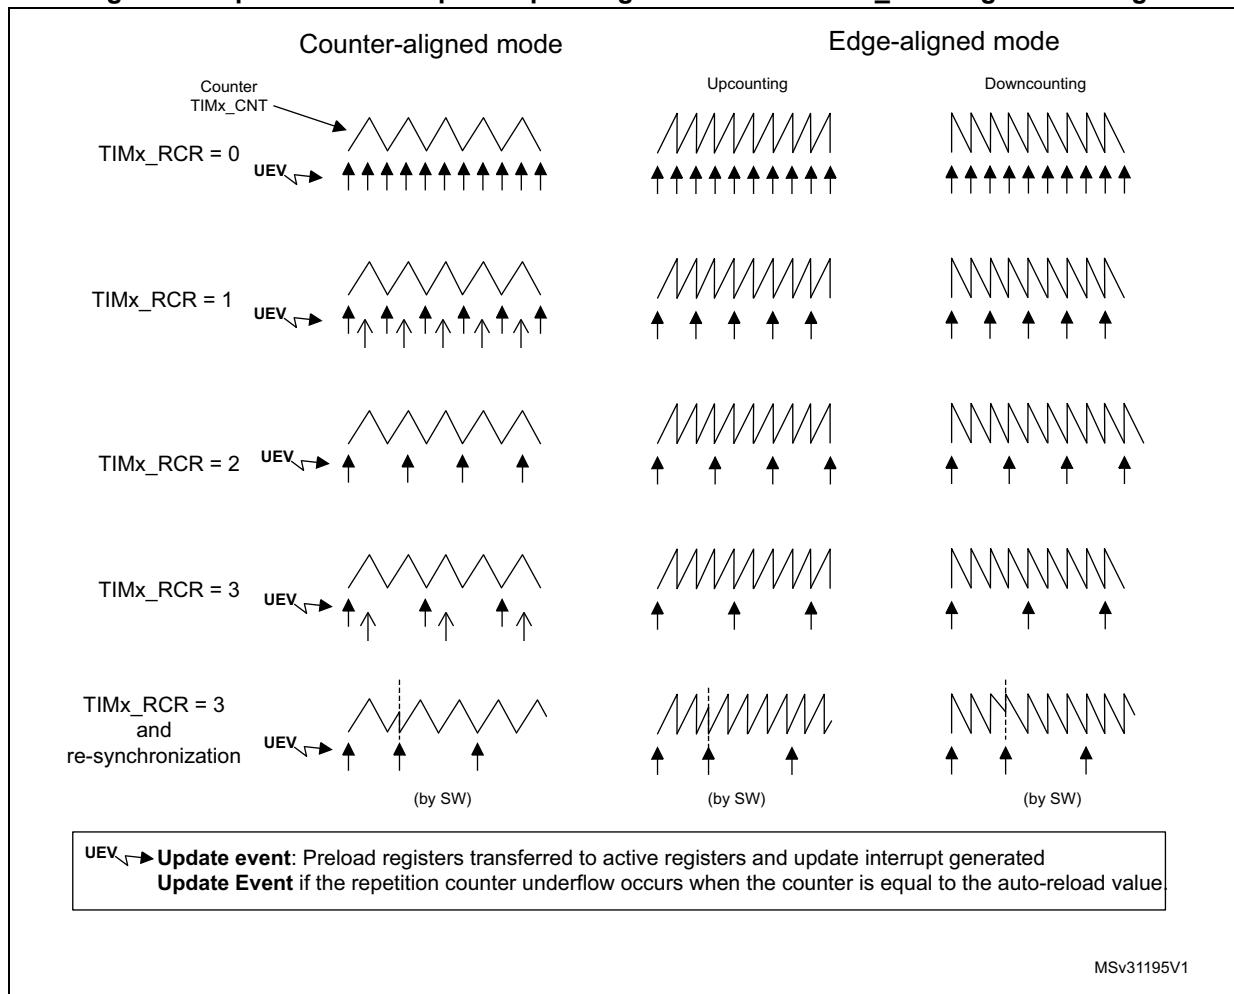 Counter-aligned mode
Edge-aligned mode
Counter
TIMx_CNT
Upcounting
Downcounting
TIMx_RCR = 0
UEV
TIMx_RCR = 1
UEV
TIMx_RCR = 2
UEV
TIMx_RCR = 3
UEV
TIMx_RCR = 3
and
re-synchronization
UEV
(by SW)
(by SW)
(by SW)
UEV Update event: Preload registers transferred to active registers and update interrupt generated
Update Event if the repetition counter underflow occurs when the counter is equal to the auto-reload value.
MSv31195V1